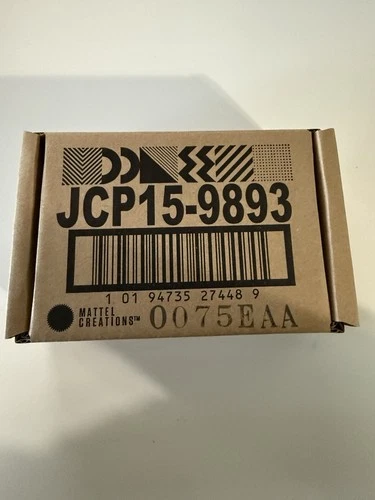 JCP15-9893
1 01 94735 27448 9
MATTEL
CREATIONS™ 0075EAA